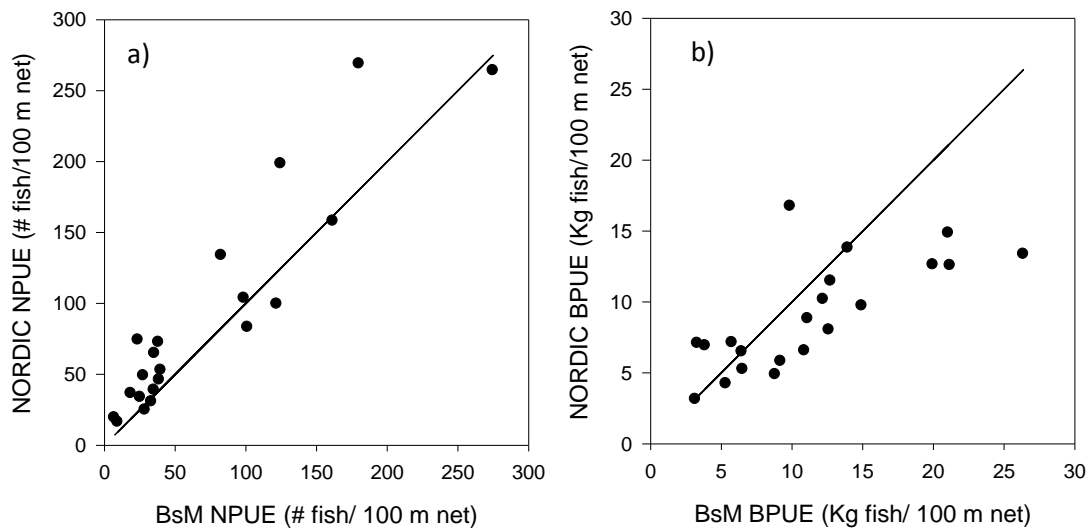 a)
NORDIC NPUE (# fish/100 m net)
300
250
200
150
100
50
0
0 50 100 150 200 250 300
BsM NPUE (# fish/ 100 m net)
b)
NORDIC BPUE (Kg fish/100 m net)
30
25
20
15
10
5
0
0 5 10 15 20 25 30
BsM BPUE (Kg fish/ 100 m net)